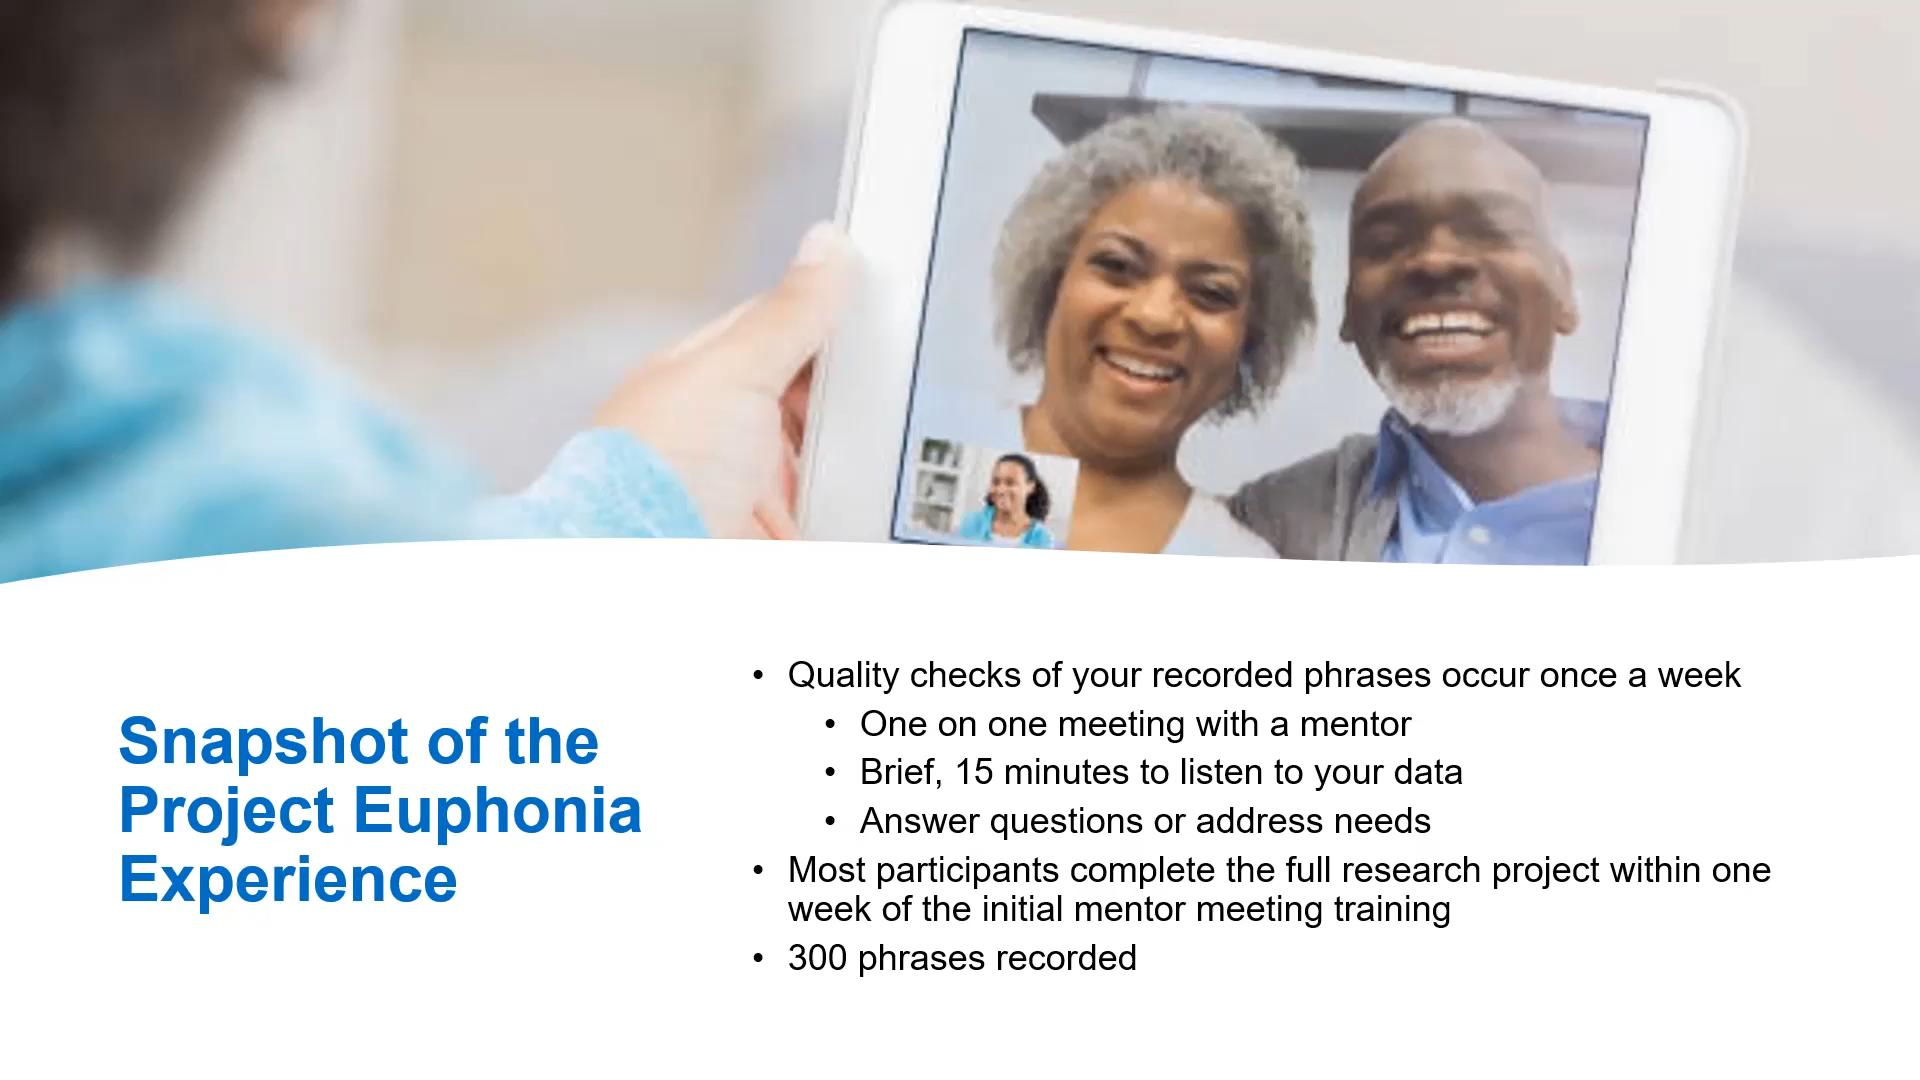 Snapshot of the
Project Euphonia
Experience
• Quality checks of your recorded phrases occur once a week
• One on one meeting with a mentor
• Brief, 15 minutes to listen to your data
• Answer questions or address needs
• Most participants complete the full research project within one
week of the initial mentor meeting training
• 300 phrases recorded